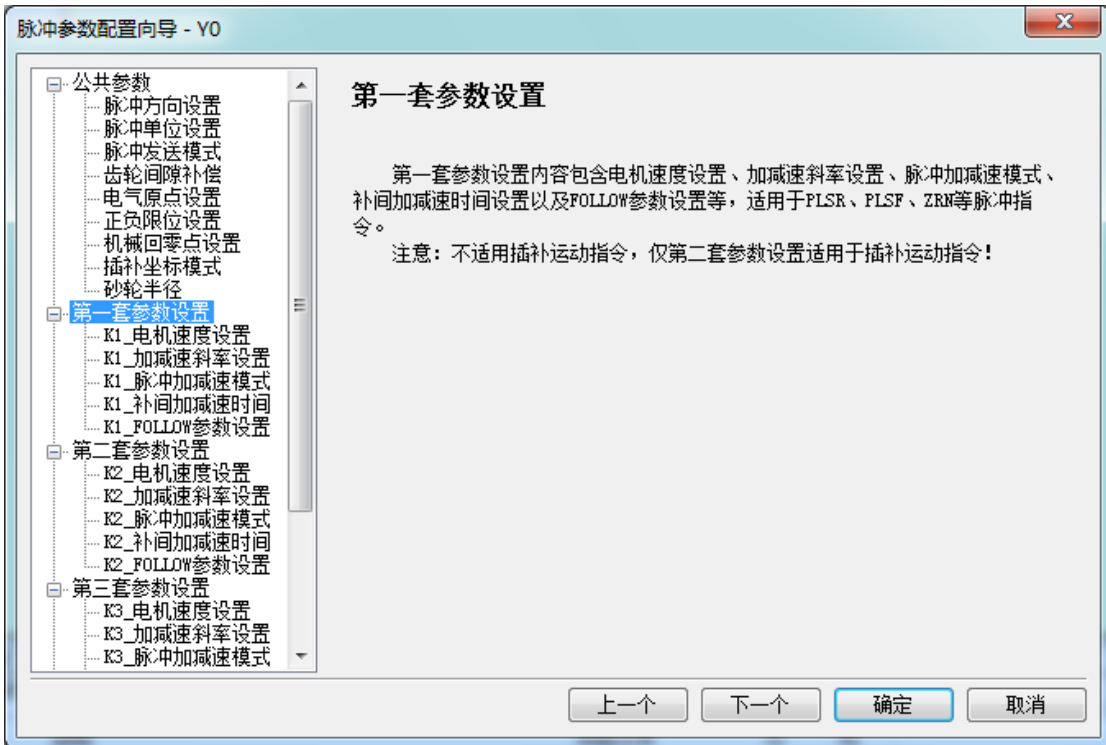 脉冲参数配置向导 - Y0
公共参数
脉冲方向设置
脉冲单位设置
脉冲发送模式
齿轮间隙补偿
电气原点设置
正负限位设置
机械回零点设置
插补坐标模式
砂轮半径
第一套参数设置
K1_电机速度设置
K1_加减速斜率设置
K1_脉冲加减速模式
K1_补间加减速时间
K1_FOLLOW参数设置
第二套参数设置
K2_电机速度设置
K2_加减速斜率设置
K2_脉冲加减速模式
K2_补间加减速时间
K2_FOLLOW参数设置
第三套参数设置
K3_电机速度设置
K3_加减速斜率设置
K3_脉冲加减速模式
第一套参数设置
第一套参数设置内容包含电机速度设置、加减速斜率设置、脉冲加减速模式、
补间加减速时间设置以及FOLLOW参数设置等，适用于PLSR、PLSF、ZRN等脉冲指
令。
注意：不适用插补运动指令，仅第二套参数设置适用于插补运动指令！
上一个
下一个
确定
取消